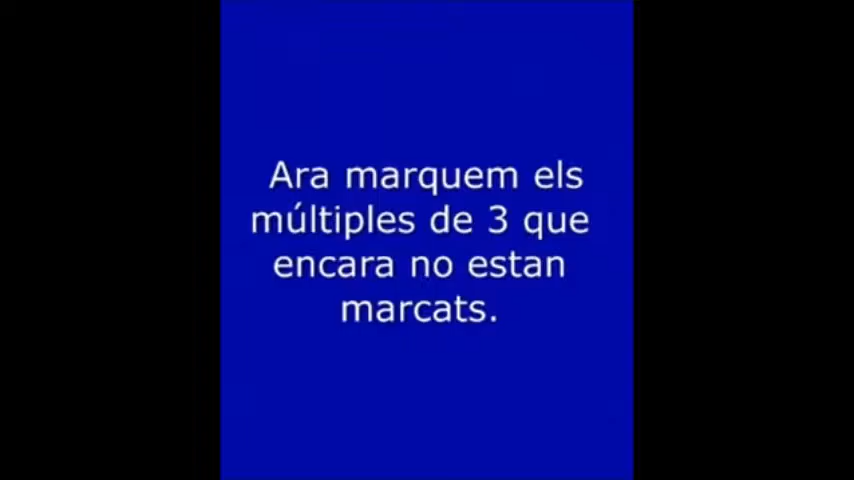 Ara marquem els
múltiples de 3 que
encara no estan
marcats.